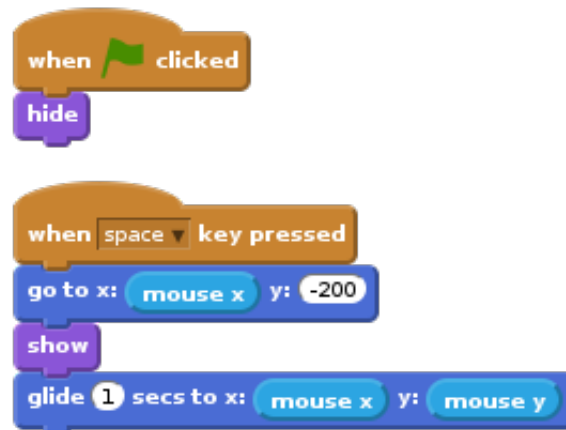 when clicked
hide
when space key pressed
go to x: mouse x y: -200
show
glide 1 secs to x: mouse x y: mouse y